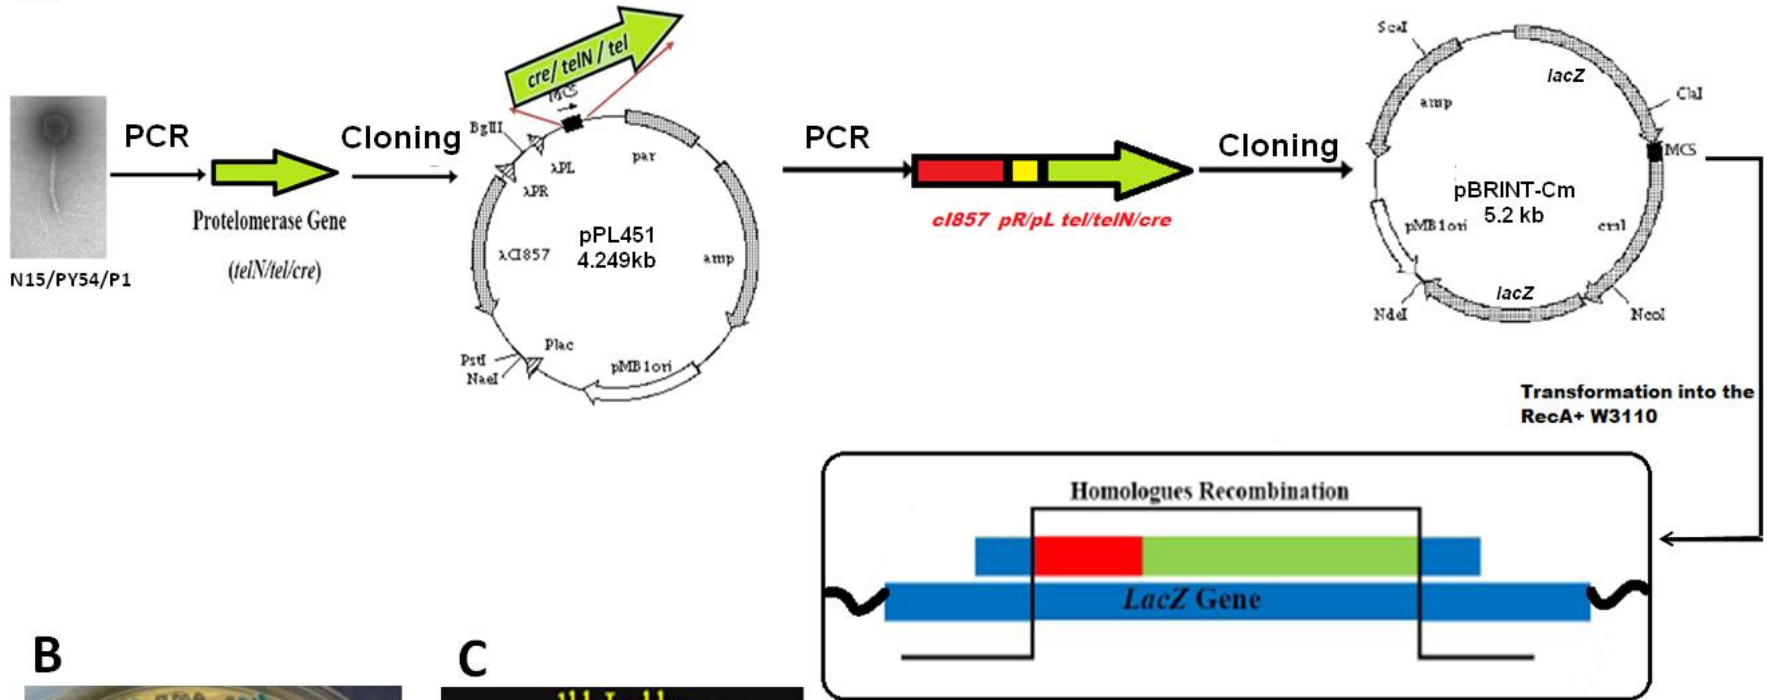 PCR
Protelomerase Gene
(telN/tel/cre)
N15/PY54/P1
Cloning
cre/ telN / tel
MCS
BglII
λPL
λPR
par
λCI857
pPL451
4.249kb
amp
PstI
NaeI
Plac
pMB1ori
PCR
cI857 pR/pL tel/telN/cre
Cloning
ScaI
lacZ
ClaI
amp
MCS
pBRINT-Cm
5.2 kb
pMB1ori
NdeI
lacZ
NcoI
Transformation into the
RecA+ W3110
Homologues Recombination
LacZ Gene
B
C